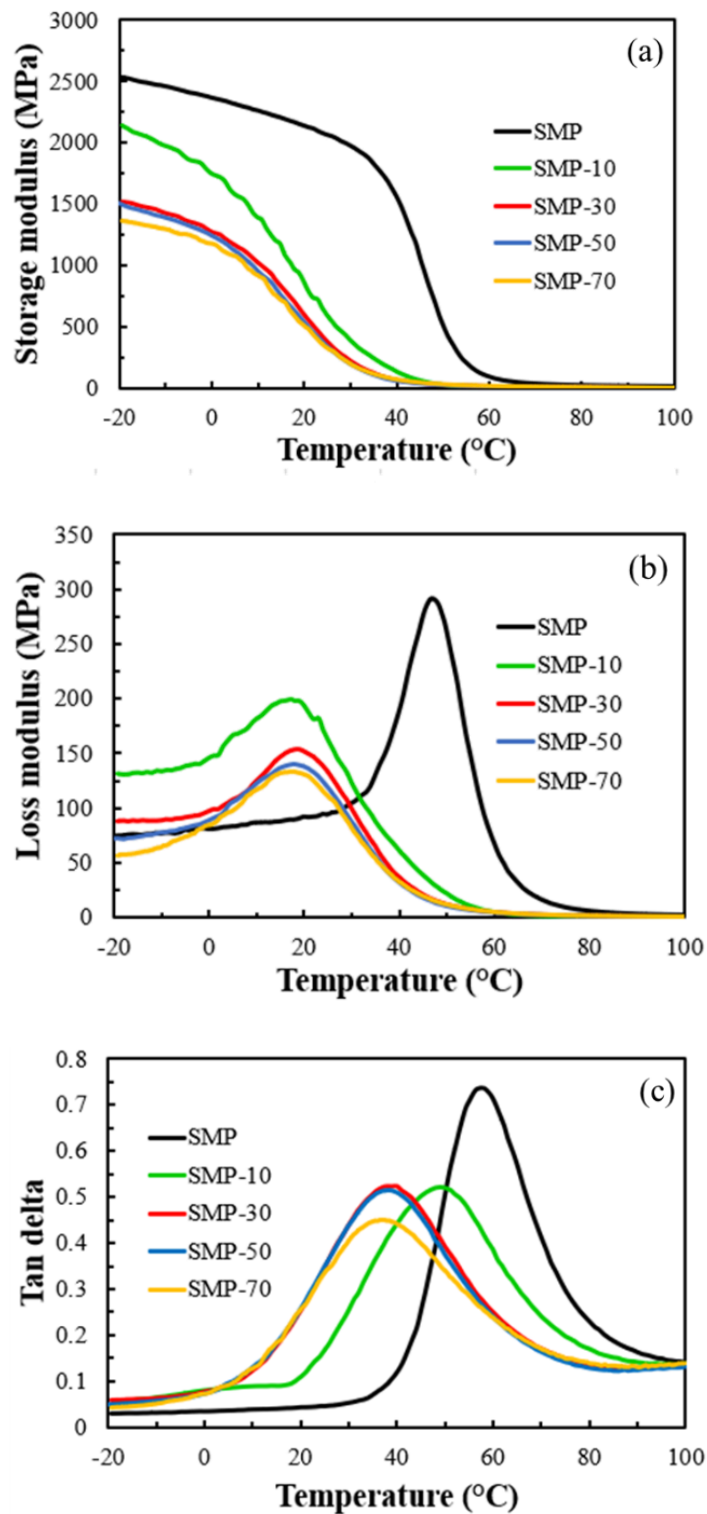 (a)
Storage modulus (MPa)
3000
2500
2000
1500
1000
500
0
SMP
SMP-10
SMP-30
SMP-50
SMP-70
-20 0 20 40 60 80 100
Temperature (°C)
(b)
Loss modulus (MPa)
350
300
250
200
150
100
50
0
SMP
SMP-10
SMP-30
SMP-50
SMP-70
-20 0 20 40 60 80 100
Temperature (°C)
(c)
Tan delta
0.8
0.7
0.6
0.5
0.4
0.3
0.2
0.1
0
SMP
SMP-10
SMP-30
SMP-50
SMP-70
-20 0 20 40 60 80 100
Temperature (°C)